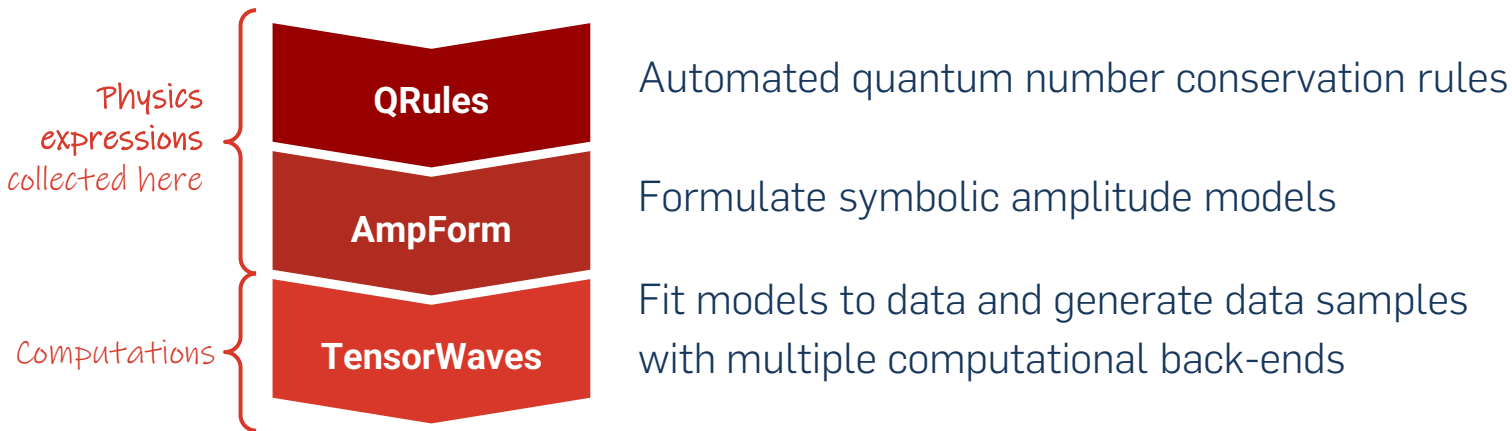 Physics
expressions
collected here
Computations
QRules
AmpForm
TensorWaves
Automated quantum number conservation rules
Formulate symbolic amplitude models
Fit models to data and generate data samples
with multiple computational back-ends